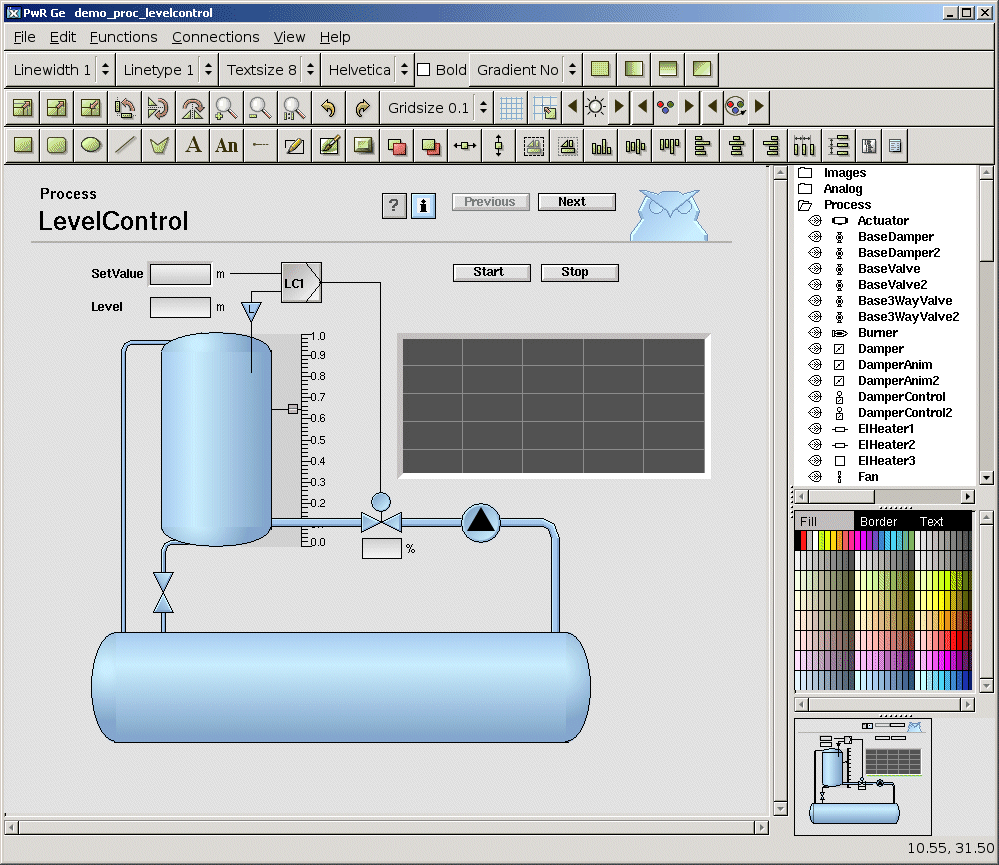 PwR Ge demo_proc_levelcontrol
File Edit Functions Connections View Help
Linewidth 1 Linetype 1 Textsize 8 Helvetica Bold Gradient No
Gridsize 0.1
A An
Process
LevelControl
? i Previous Next
SetValue m
LC1
Start Stop
Level m
L
1.0
0.9
0.8
0.7
0.6
0.5
0.4
0.3
0.2
0.0
%
Images
Analog
Process
Actuator
BaseDamper
BaseDamper2
BaseValve
BaseValve2
Base3WayValve
Base3WayValve2
Burner
Damper
DamperAnim
DamperAnim2
DamperControl
DamperControl2
ElHeater1
ElHeater2
ElHeater3
Fan
Fill Border Text
10.55, 31.50